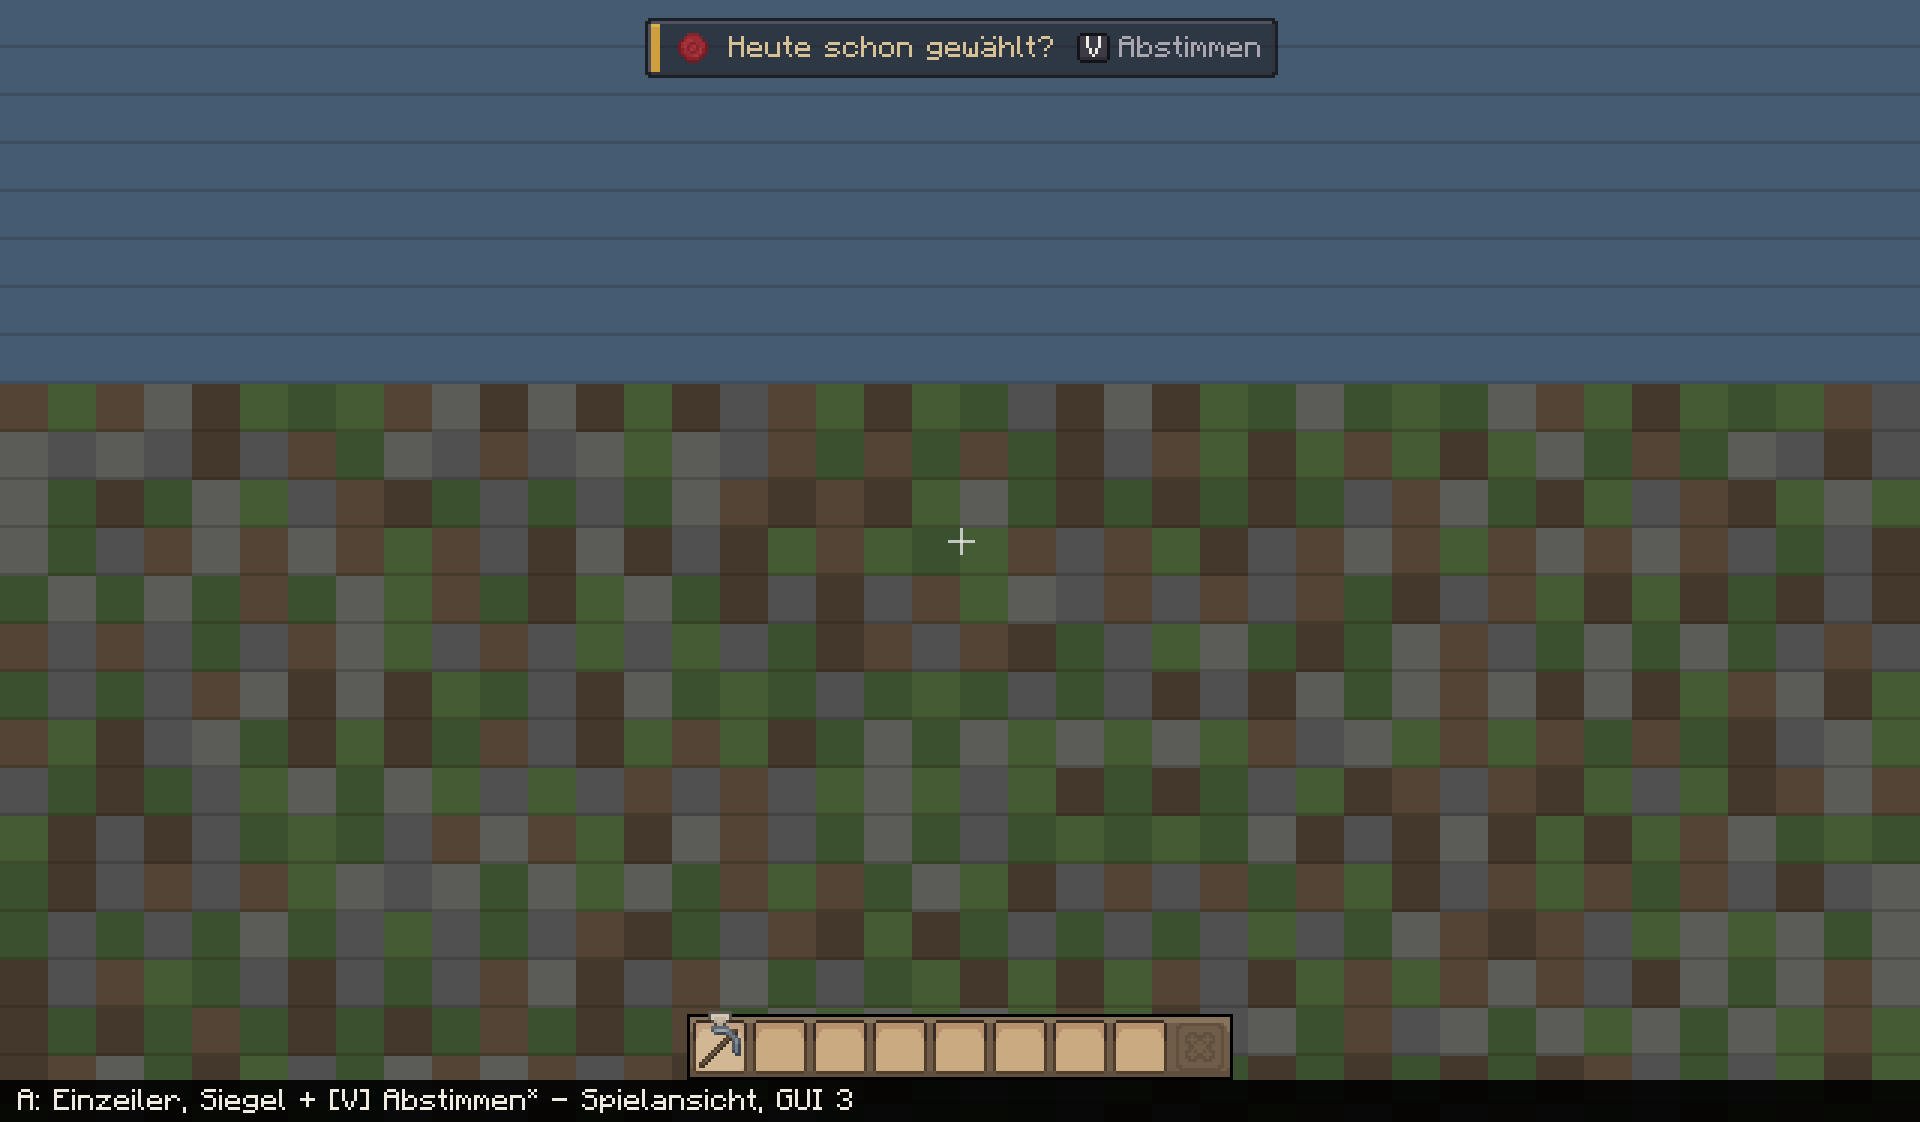 Heute schon gewählt? V Abstimmen
A: Einzeiler, Siegel + [V] Abstimmen* – Spielansicht, GUI 3